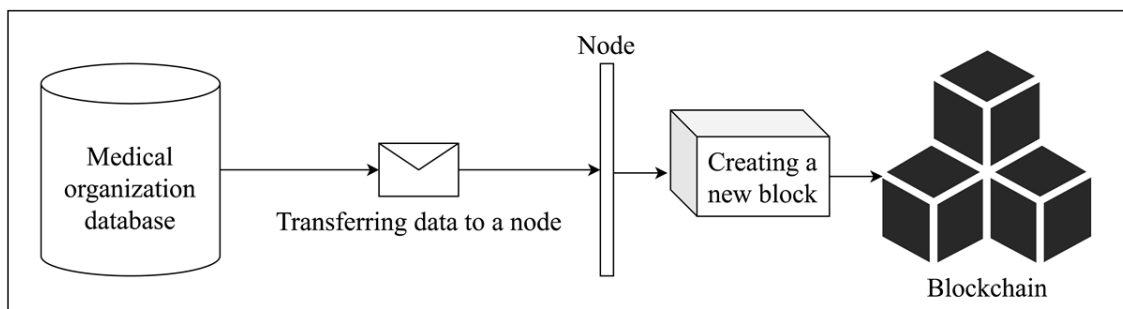 Node
Medical
organization
database
Transferring data to a node
Creating a
new block
Blockchain